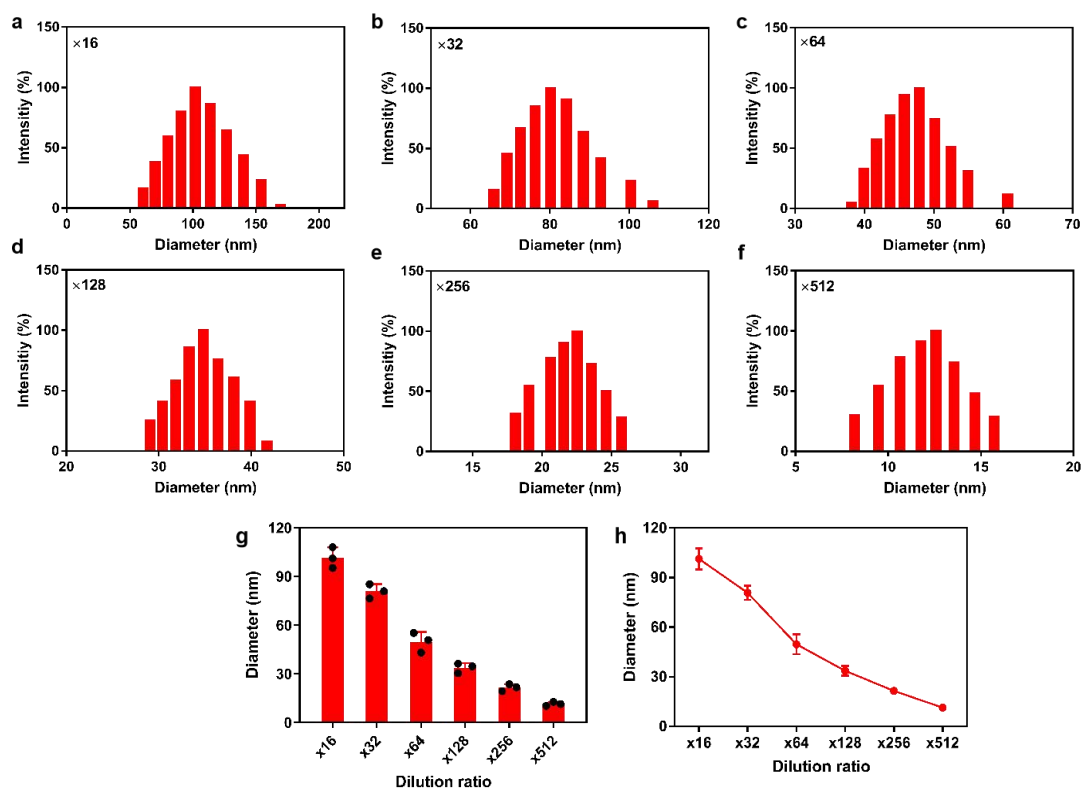 a
×16
150
100
50
0
Intensitiy (%)
0 50 100 150 200
Diameter (nm)
b
×32
150
100
50
0
Intensitiy (%)
60 80 100 120
Diameter (nm)
c
×64
150
100
50
0
Intensitiy (%)
30 40 50 60 70
Diameter (nm)
d
×128
150
100
50
0
Intensitiy (%)
20 30 40 50
Diameter (nm)
e
×256
150
100
50
0
Intensitiy (%)
15 20 25 30
Diameter (nm)
f
×512
150
100
50
0
Intensitiy (%)
5 10 15 20
Diameter (nm)
g
120
90
60
30
0
Diameter (nm)
x16 x32 x64 x128 x256 x512
Dilution ratio
h
120
90
60
30
0
Diameter (nm)
x16 x32 x64 x128 x256 x512
Dilution ratio